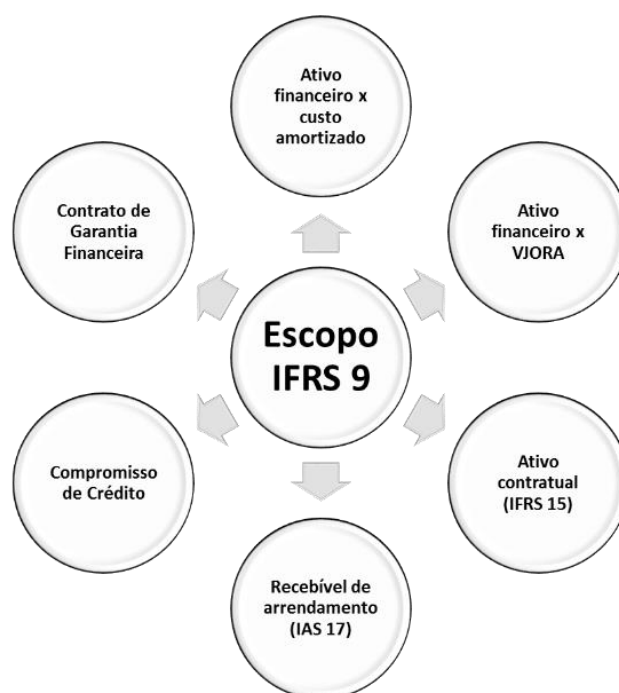 Ativo
financeiro x
custo
amortizado
Contrato de
Garantia
Financeira
Ativo
financeiro x
VJORA
Escopo
IFRS 9
Compromisso
de Crédito
Ativo
contratual
(IFRS 15)
Recebível de
arrendamento
(IAS 17)